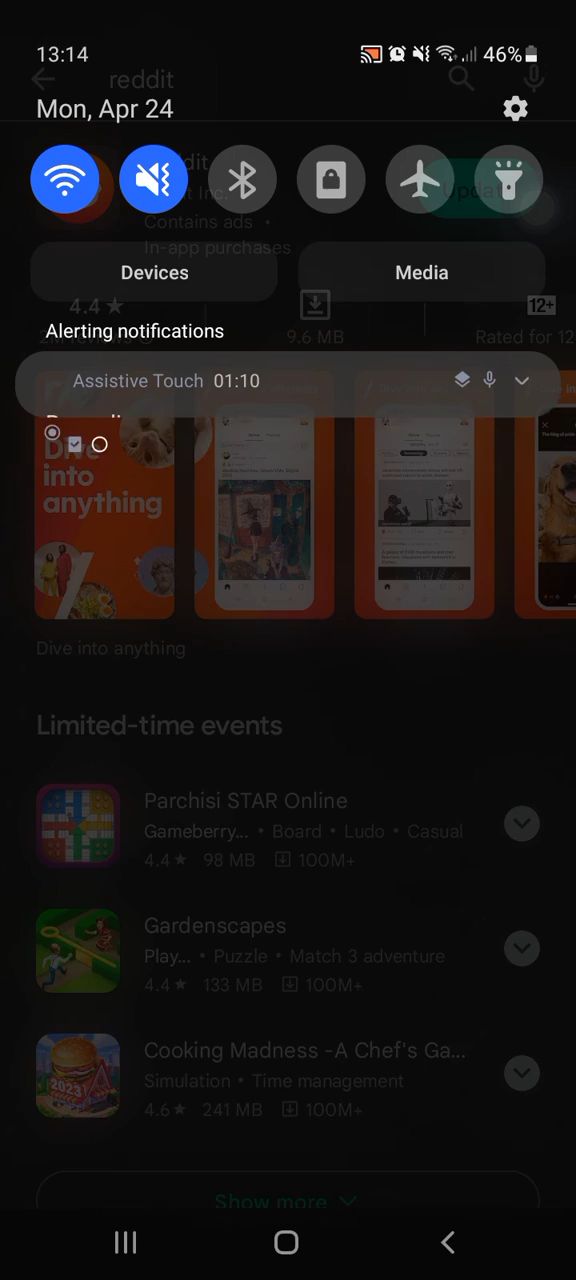 13:14
46%
reddit
Mon, Apr 24
Update
Contains ads •
In-app purchases
Devices
Media
4.4★
12+
Alerting notifications
9.6 MB
Rated for 12
Assistive Touch 01:10
Dive
into
anything
Dive into anything
Limited-time events
Parchisi STAR Online
Gameberry... • Board • Ludo • Casual
4.4★ 98 MB 100M+
Gardenscapes
Play... • Puzzle • Match 3 adventure
4.4★ 133 MB 100M+
Cooking Madness -A Chef's Ga...
2023
Simulation • Time management
4.6★ 241 MB 100M+
Show more